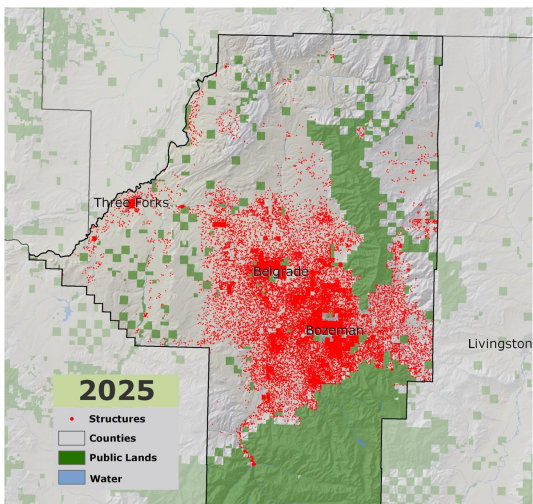 Three Forks
Belgrade
Bozeman
Livingston
2025
Structures
Counties
Public Lands
Water